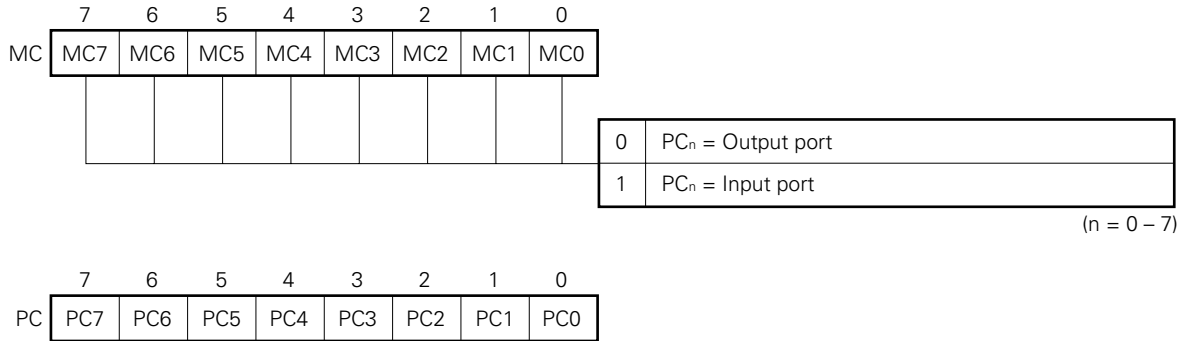 7 6 5 4 3 2 1 0
MC MC7 MC6 MC5 MC4 MC3 MC2 MC1 MC0
0 PCn = Output port
1 PCn = Input port
(n = 0 – 7)
7 6 5 4 3 2 1 0
PC PC7 PC6 PC5 PC4 PC3 PC2 PC1 PC0